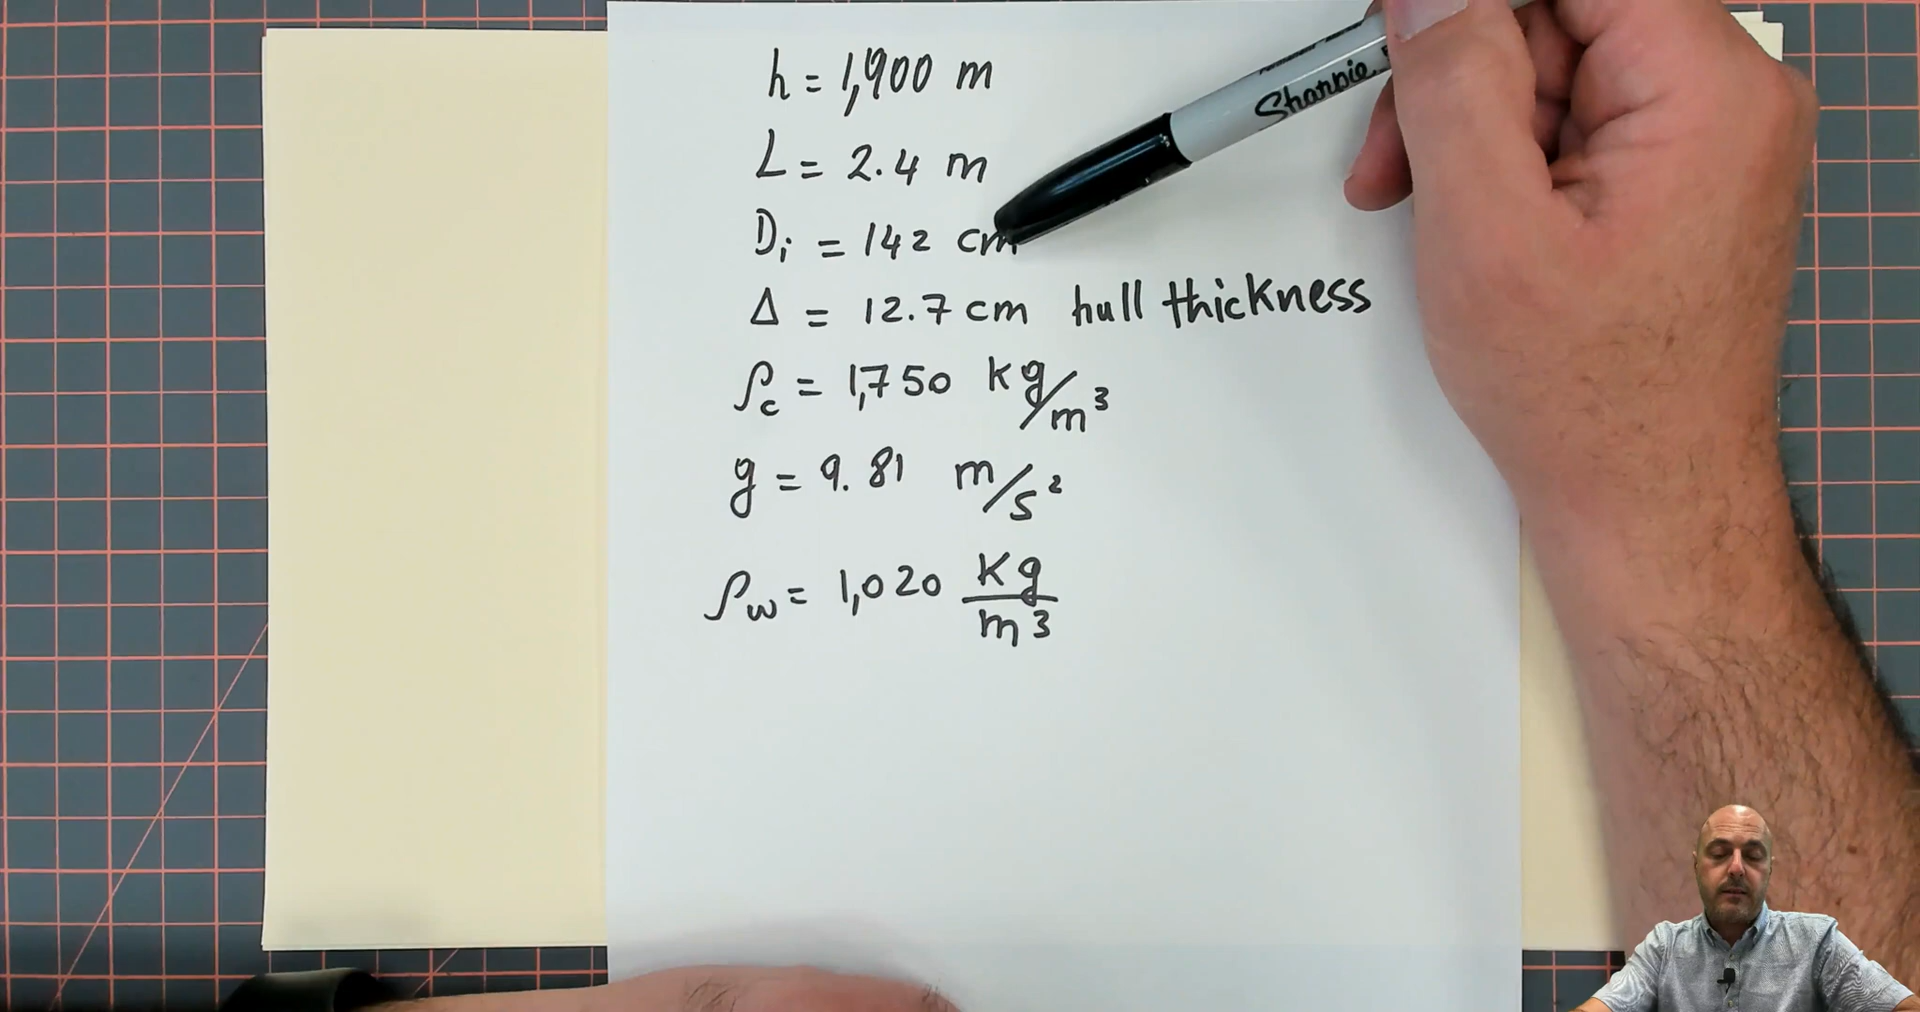 h = 1,900 m
Sharpie
L = 2.4 m
Di = 142 cm
Δ = 12.7 cm hull thickness
ρc = 1,750 kg/m³
g = 9.81 m/s²
ρw = 1,020 kg/m³